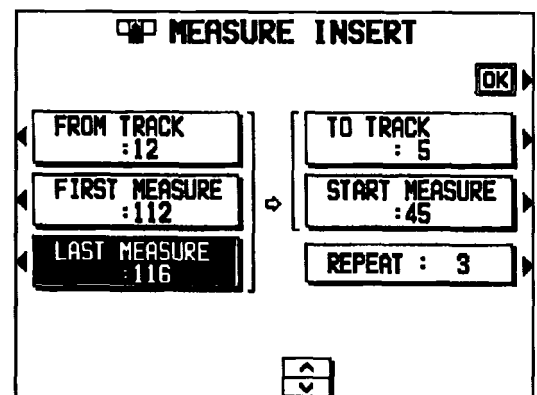 MEASURE INSERT
OK
FROM TRACK
:12
FIRST MEASURE
:112
LAST MEASURE
:116
TO TRACK
: 5
START MEASURE
:45
REPEAT : 3